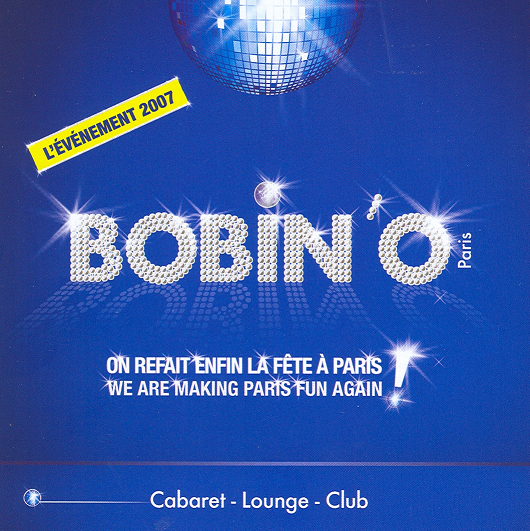 L'ÉVÉNEMENT 2007
BOBiN'O
Paris
ON REFAIT ENFIN LA FÊTE À PARIS !
WE ARE MAKING PARIS FUN AGAIN
Cabaret - Lounge - Club